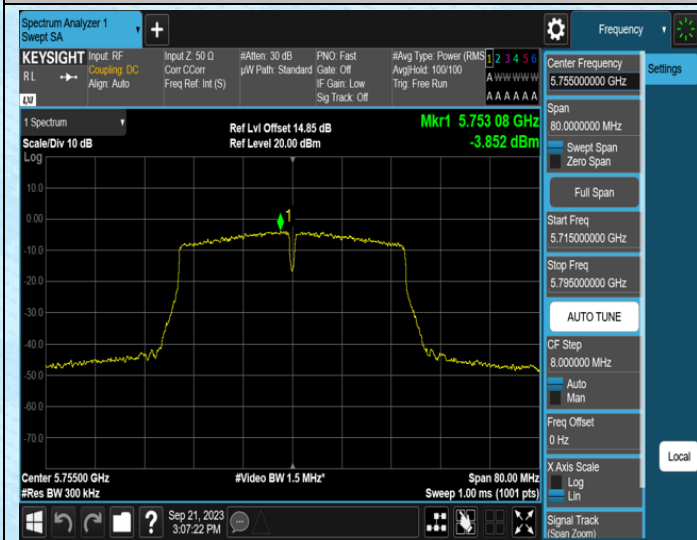 Spectrum Analyzer 1
Swept SA
Frequency
KEYSIGHT
Input: RF
Coupling: DC
Align: Auto
RL
LXI
Input Z: 50 Ω
Corr CCorr
Freq Ref: Int (S)
#Atten: 30 dB
µW Path: Standard
PNO: Fast
Gate: Off
IF Gain: Low
Sig Track: Off
#Avg Type: Power (RMS
Avg|Hold: 100/100
Trig: Free Run
1 2 3 4 5 6
A W W W W W
A A A A A A
1 Spectrum
Scale/Div 10 dB
Log
Ref Lvl Offset 14.85 dB
Ref Level 20.00 dBm
Mkr1 5.753 08 GHz
-3.852 dBm
1
10.0
0.00
-10.0
-20.0
-30.0
-40.0
-50.0
-60.0
-70.0
Center 5.75500 GHz
#Res BW 300 kHz
#Video BW 1.5 MHz*
Span 80.00 MHz
Sweep 1.00 ms (1001 pts)
Sep 21, 2023
3:07:22 PM
Center Frequency
5.755000000 GHz
Settings
Span
80.0000000 MHz
Swept Span
Zero Span
Full Span
Start Freq
5.715000000 GHz
Stop Freq
5.795000000 GHz
AUTO TUNE
CF Step
8.000000 MHz
Auto
Man
Freq Offset
0 Hz
X Axis Scale
Log
Lin
Local
Signal Track
(Span Zoom)